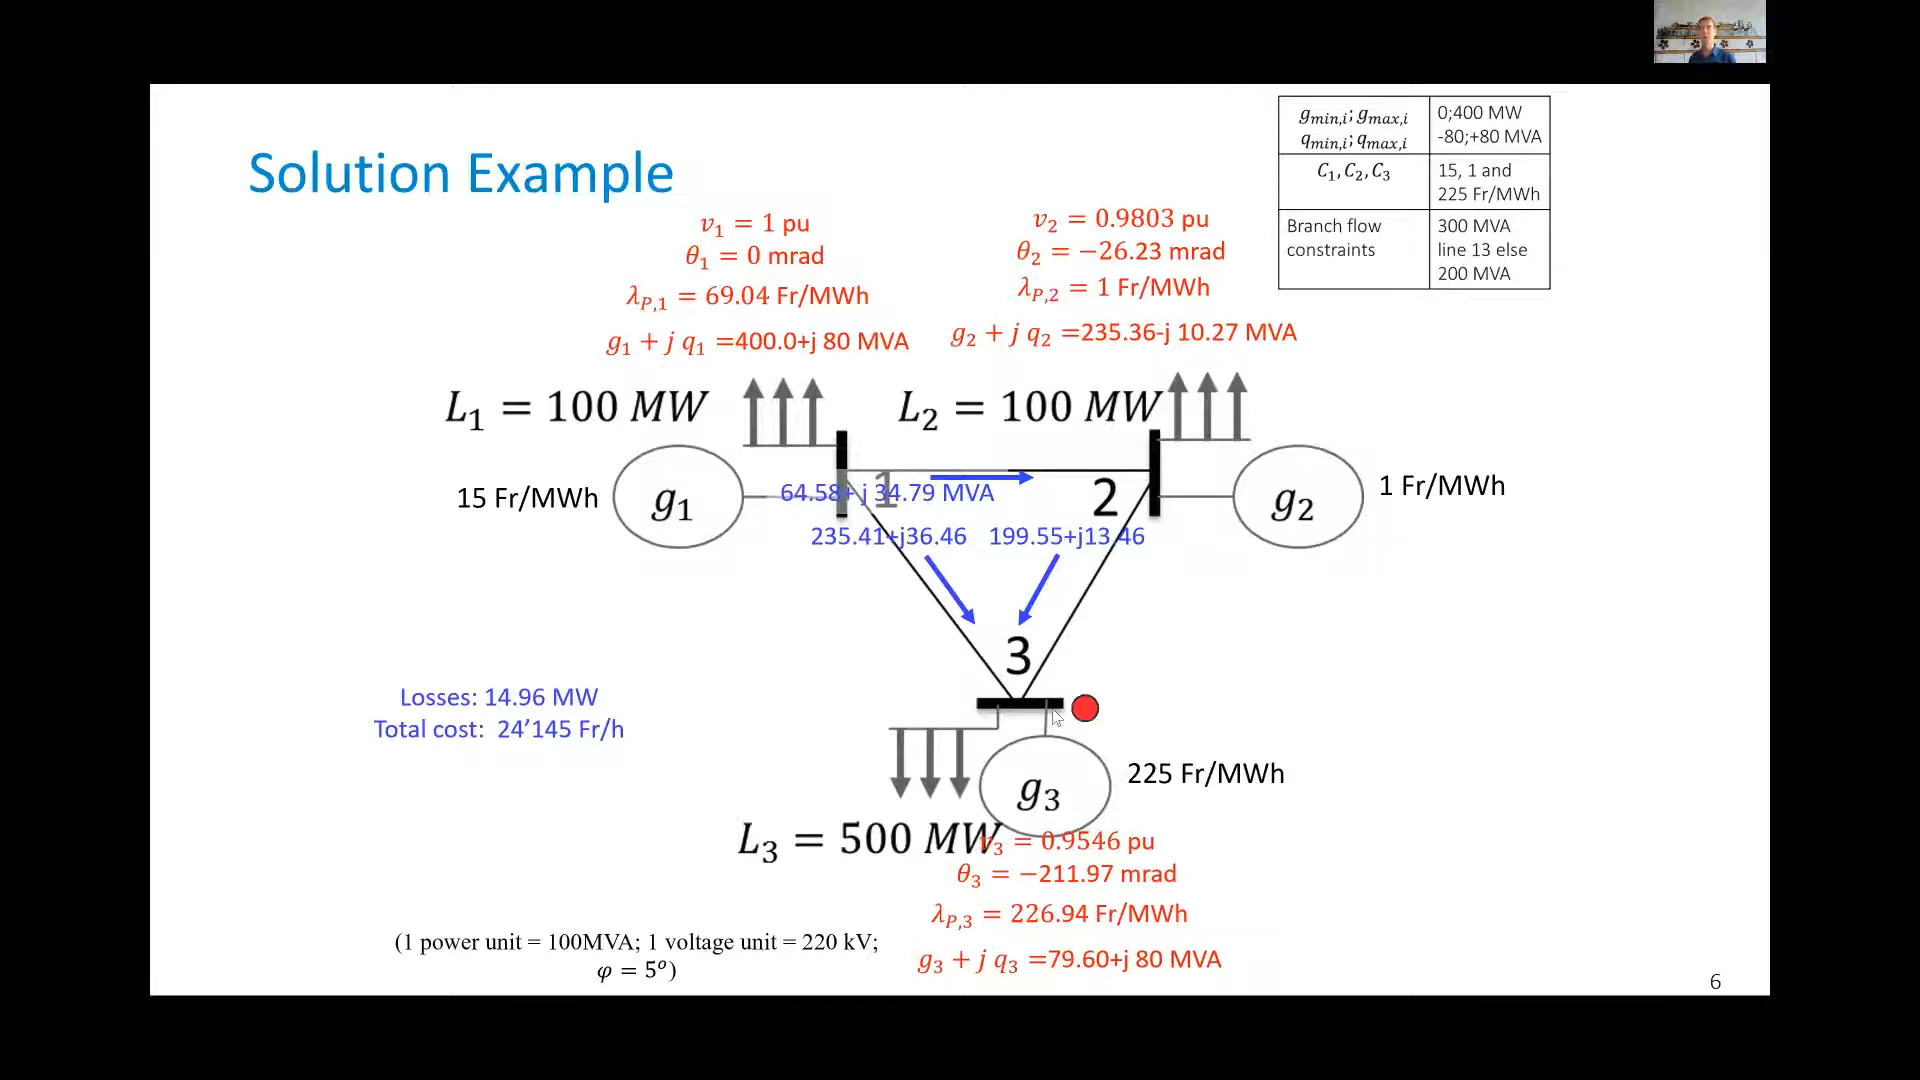 Solution Example
g_min,i; g_max,i 0;400 MW
q_min,i; q_max,i -80;+80 MVA
C₁, C₂, C₃ 15, 1 and
225 Fr/MWh
Branch flow 300 MVA
constraints line 13 else
200 MVA
v₁ = 1 pu
θ₁ = 0 mrad
λ_P,1 = 69.04 Fr/MWh
g₁ + j q₁ =400.0+j 80 MVA
v₂ = 0.9803 pu
θ₂ = −26.23 mrad
λ_P,2 = 1 Fr/MWh
g₂ + j q₂ =235.36-j 10.27 MVA
L₁ = 100 MW
L₂ = 100 MW
15 Fr/MWh
g₁
1
64.58+ j 34.79 MVA
2
g₂
1 Fr/MWh
235.41+j36.46
199.55+j13.46
3
Losses: 14.96 MW
Total cost: 24’145 Fr/h
g₃
225 Fr/MWh
L₃ = 500 MW
v₃ = 0.9546 pu
θ₃ = −211.97 mrad
λ_P,3 = 226.94 Fr/MWh
g₃ + j q₃ =79.60+j 80 MVA
(1 power unit = 100MVA; 1 voltage unit = 220 kV;
φ = 5°)
6